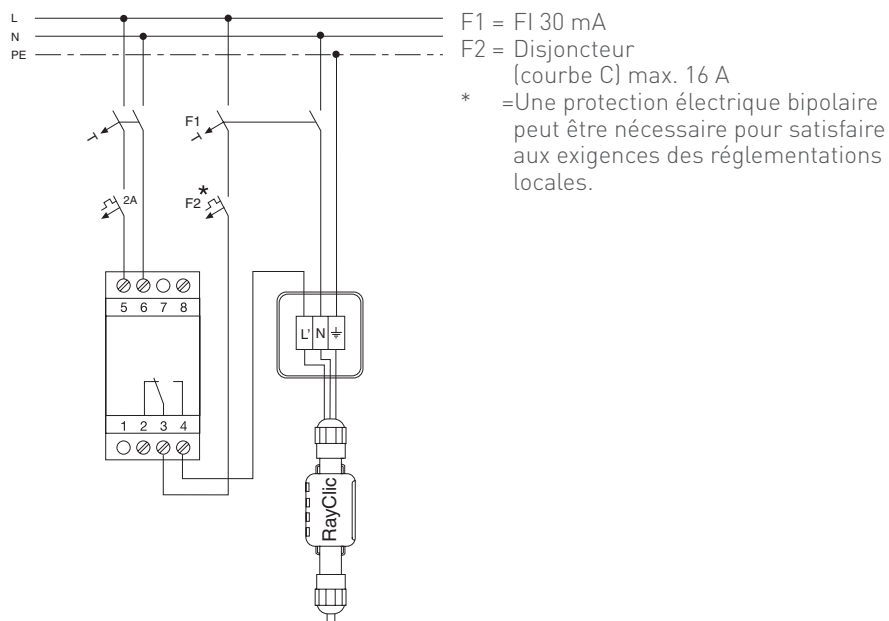 L
N
PE
F1 = FI 30 mA
F2 = Disjoncteur
(courbe C) max. 16 A
* =Une protection électrique bipolaire
peut être nécessaire pour satisfaire
aux exigences des réglementations
locales.
F1
*
2A
F2
5 6 7 8
L' N
1 2 3 4
RayClic